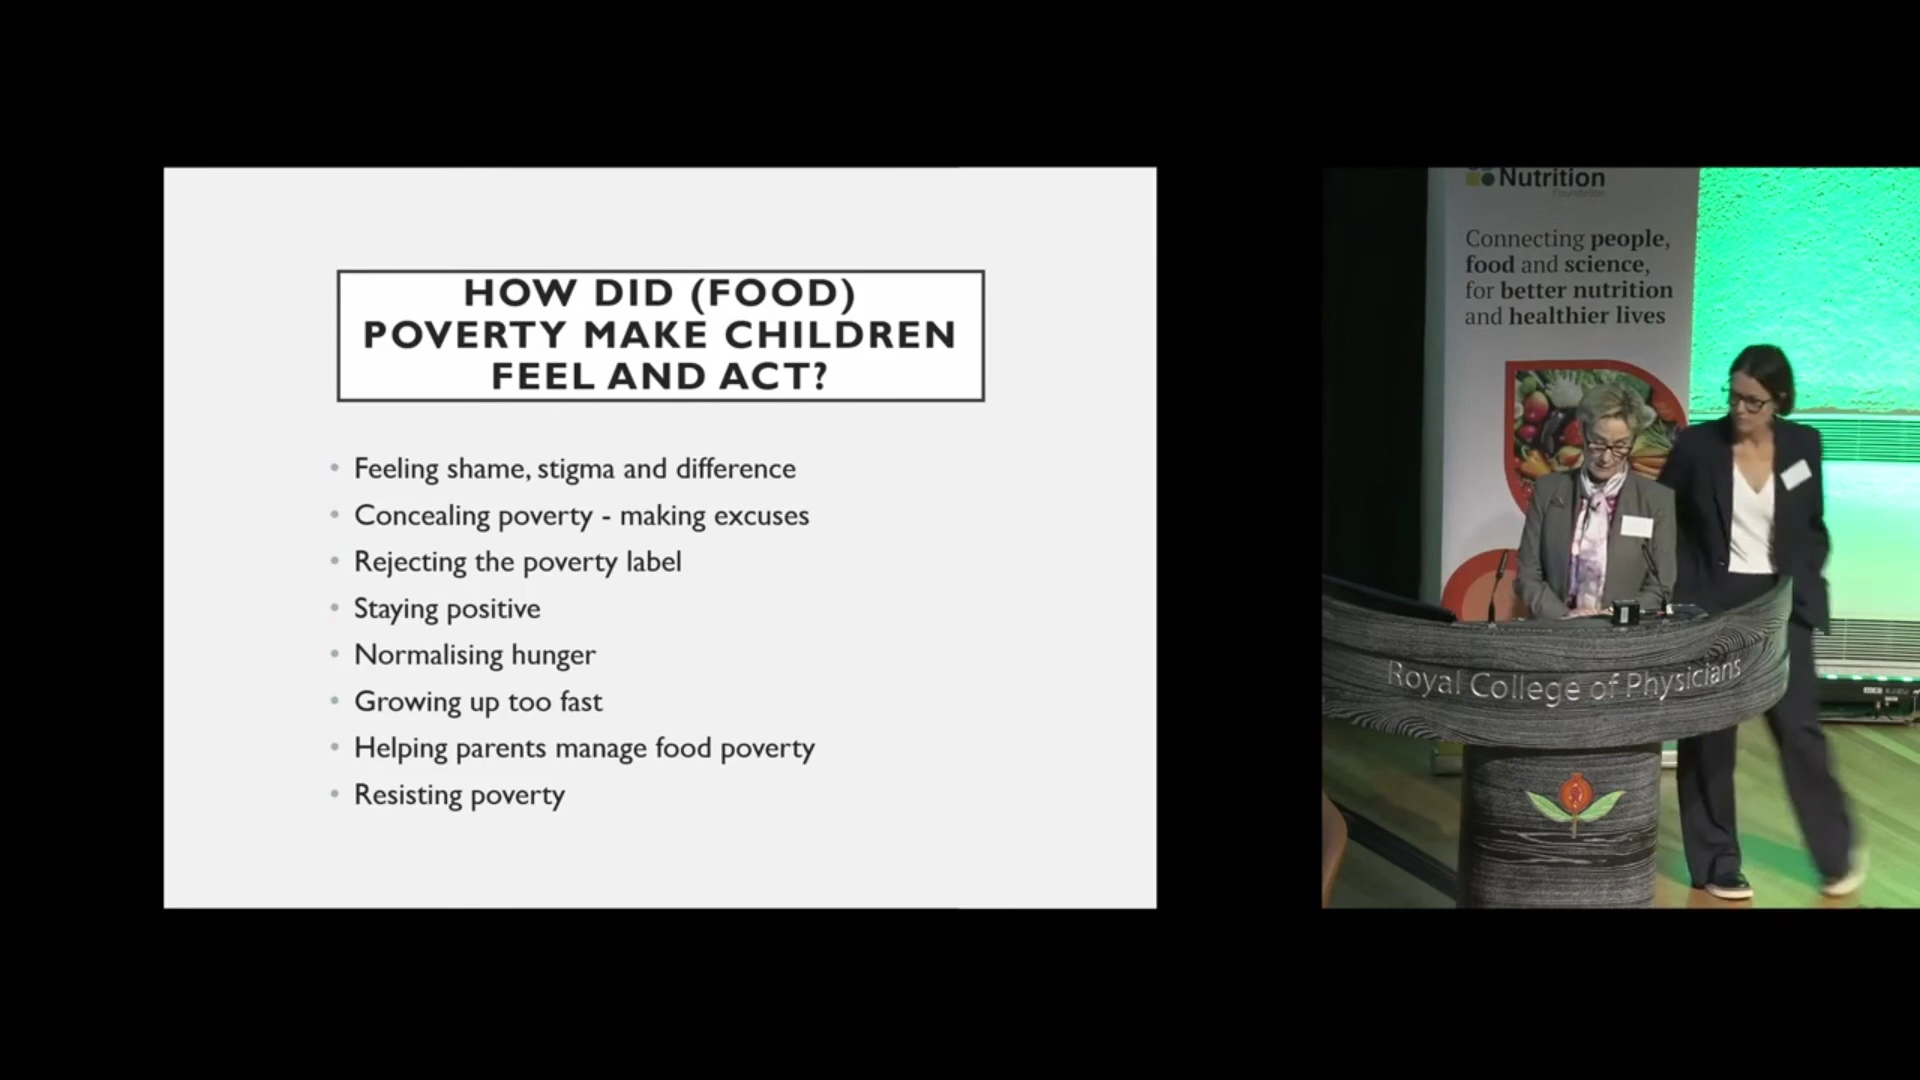 HOW DID (FOOD)
POVERTY MAKE CHILDREN
FEEL AND ACT?
• Feeling shame, stigma and difference
• Concealing poverty - making excuses
• Rejecting the poverty label
• Staying positive
• Normalising hunger
• Growing up too fast
• Helping parents manage food poverty
• Resisting poverty
Nutrition
Foundation
Connecting people,
food and science,
for better nutrition
and healthier lives
Royal College of Physicians